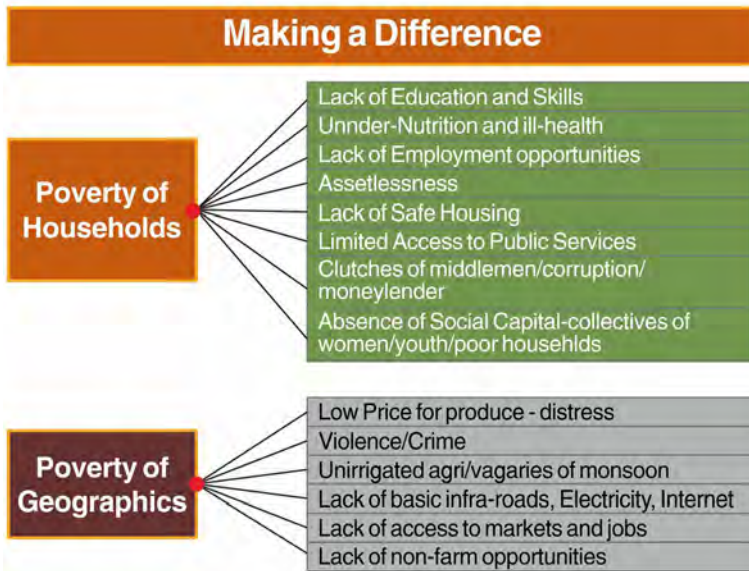 Making a Difference
Poverty of
Households
Lack of Education and Skills
Unnder-Nutrition and ill-health
Lack of Employment opportunities
Assetlessness
Lack of Safe Housing
Limited Access to Public Services
Clutches of middlemen/corruption/
moneylender
Absence of Social Capital-collectives of
women/youth/poor househlds
Poverty of
Geographics
Low Price for produce - distress
Violence/Crime
Unirrigated agri/vagaries of monsoon
Lack of basic infra-roads, Electricity, Internet
Lack of access to markets and jobs
Lack of non-farm opportunities